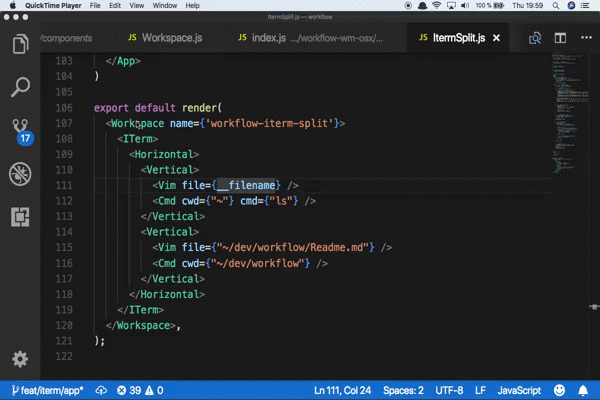 QuickTime Player File Edit View Window Help 100 % Thu 17:59
ItermSplit.js — workflow
/components JS Workspace.js JS index.js .../workflow-wm-osx/... JS ItermSplit.js ×
103 </App>
104 )
105
106 export default render(
107 <Workspace name={'workflow-iterm-split'}>
108 <ITerm>
109 <Horizontal>
110 <Vertical>
111 <Vim file={__filename} />
112 <Cmd cwd={"~"} cmd={"ls"} />
113 </Vertical>
114 <Vertical>
115 <Vim file={"~/dev/workflow/Readme.md"} />
116 <Cmd cwd={"~/dev/workflow"} />
117 </Vertical>
118 </Horizontal>
119 </ITerm>
120 </Workspace>,
121 );
122
17
feat/iterm/app* 39 0 Ln 111, Col 24 Spaces: 2 UTF-8 LF JavaScript